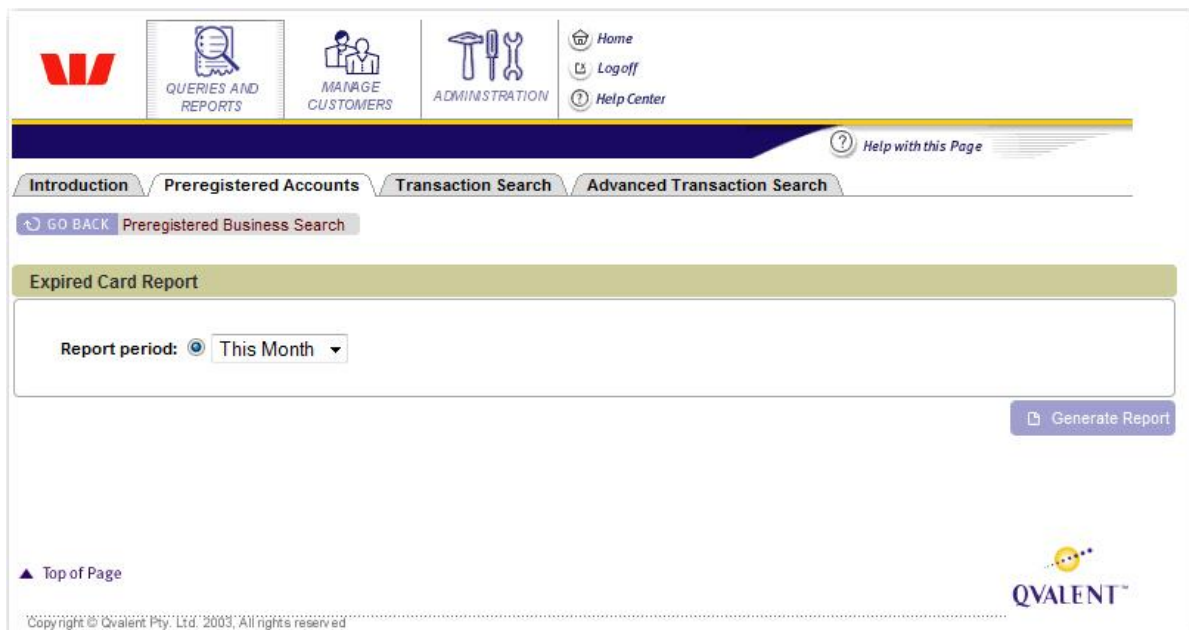 QUERIES AND
REPORTS
MANAGE
CUSTOMERS
ADMINISTRATION
Home
Logoff
Help Center
Help with this Page
Introduction
Preregistered Accounts
Transaction Search
Advanced Transaction Search
GO BACK Preregistered Business Search
Expired Card Report
Report period: This Month
Generate Report
Top of Page
QVALENT™
Copyright © Qvalent Pty. Ltd. 2003, All rights reserved